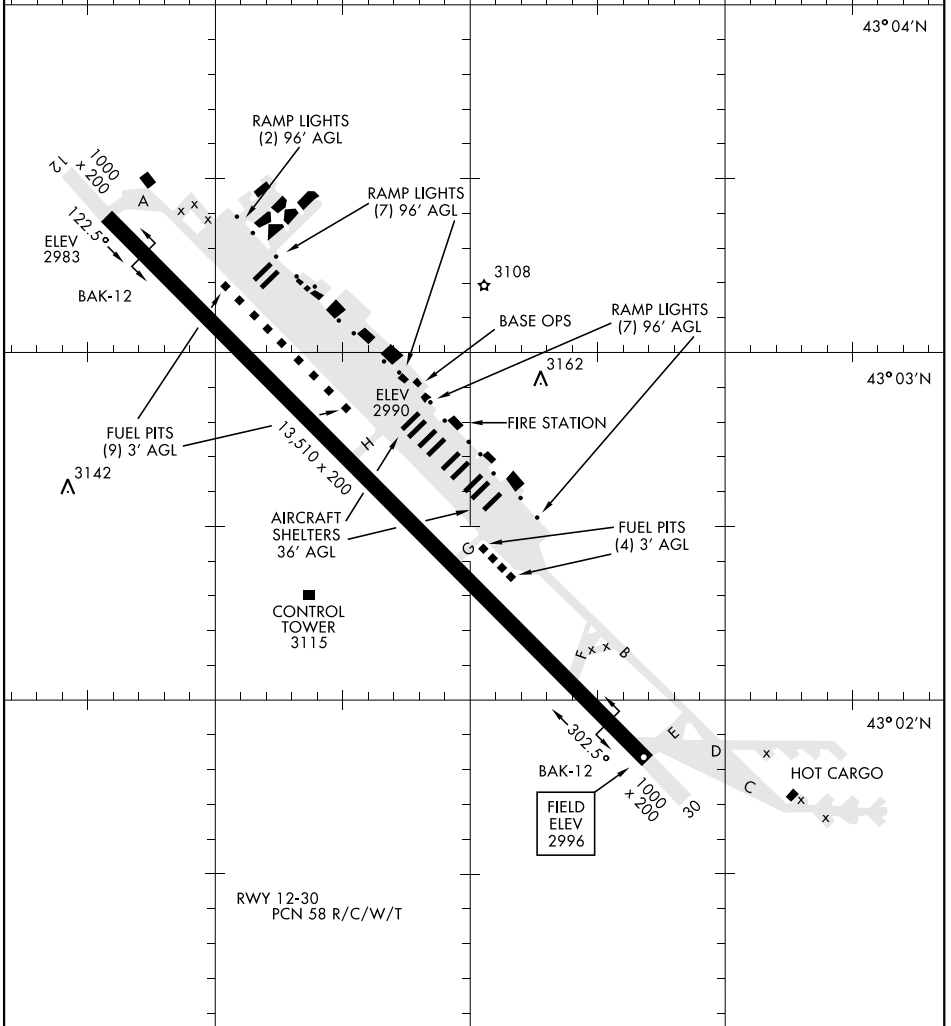 43° 04' N
RAMP LIGHTS
(2) 96' AGL
12
1000
x 200
A
x
x
x
RAMP LIGHTS
(7) 96' AGL
122.5°
ELEV
2983
BAK-12
3108
RAMP LIGHTS
(7) 96' AGL
BASE OPS
3162
43° 03' N
ELEV
2990
FIRE STATION
FUEL PITS
(9) 3' AGL
13,510 x 200
H
3142
AIRCRAFT
SHELTERS
36' AGL
G
FUEL PITS
(4) 3' AGL
CONTROL
TOWER
3115
F
x
x
B
43° 02' N
302.5°
E
D
x
BAK-12
C
HOT CARGO
x
x
1000
x 200
30
FIELD
ELEV
2996
RWY 12-30
PCN 58 R/C/W/T